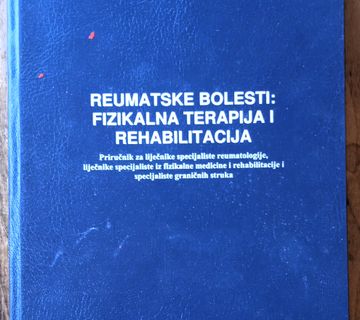 REUMATSKE BOLESTI:
FIZIKALNA TERAPIJA I
REHABILITACIJA
Priručnik za liječnike specijaliste reumatologije,
liječnike specijaliste iz fizikalne medicine i rehabilitacije i
specijaliste graničnih struka